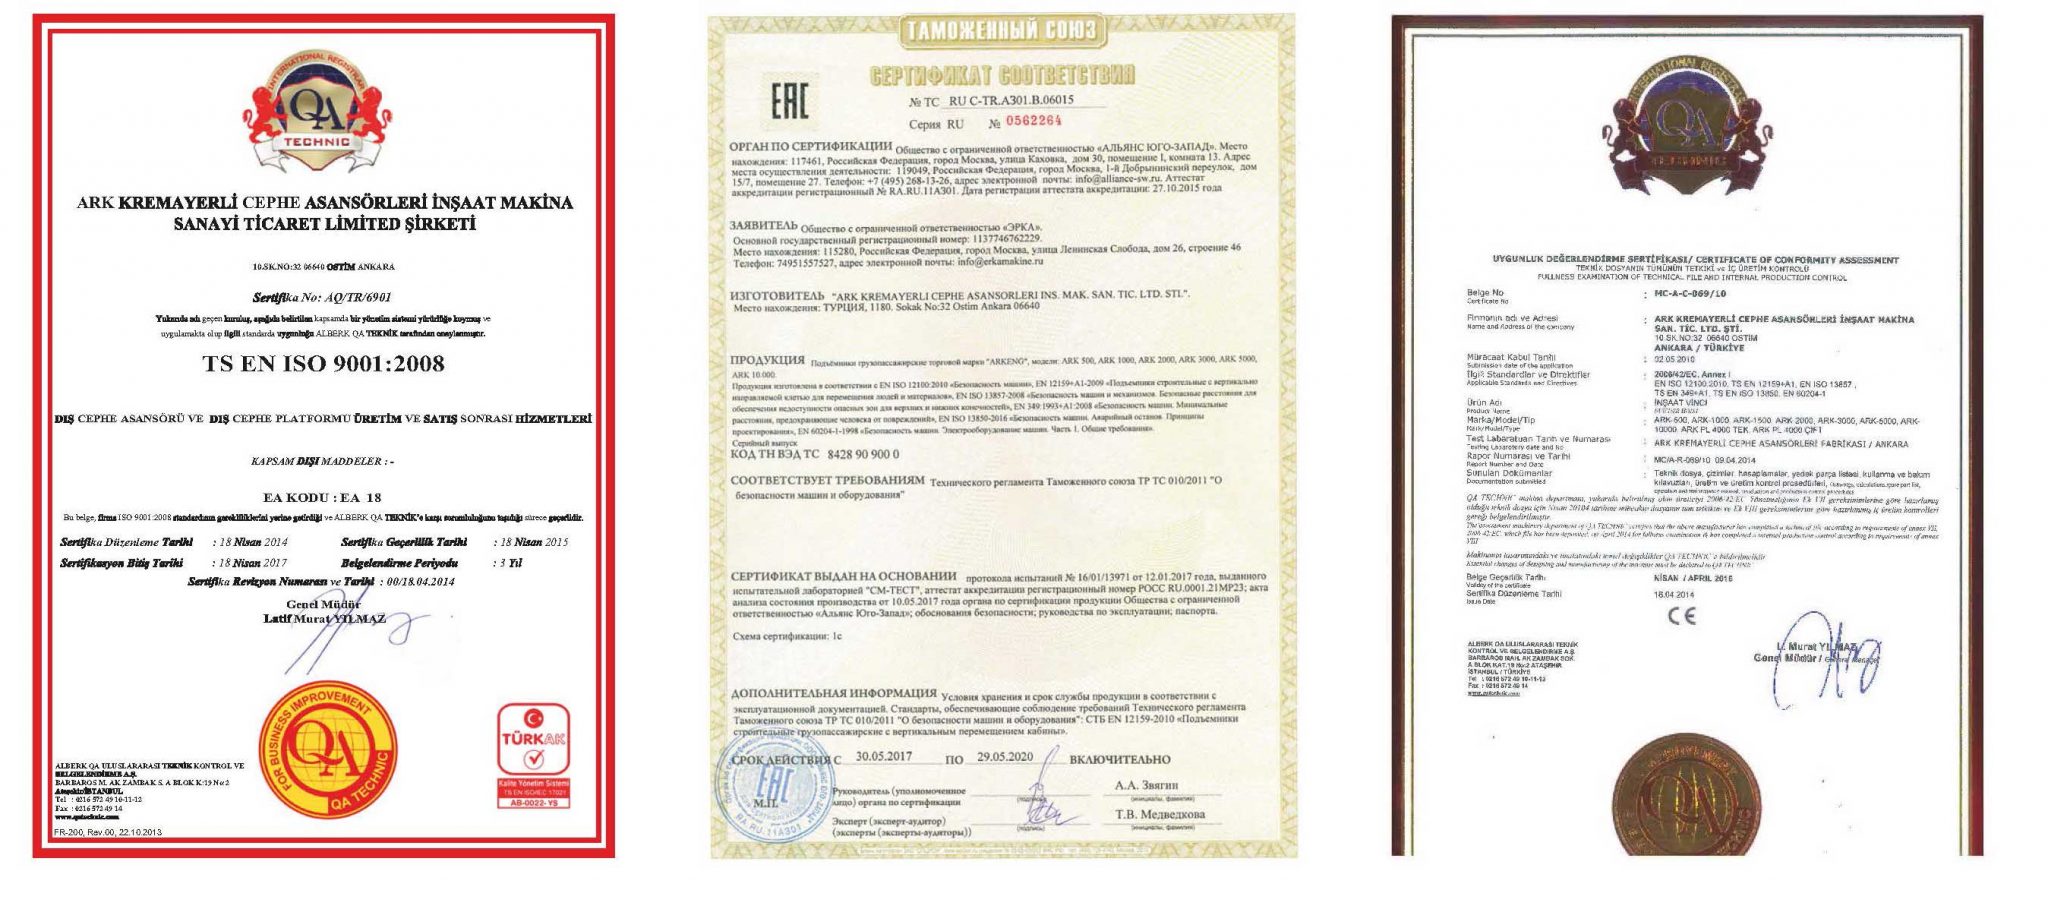 INTERNATIONAL REGISTRAR
QA
TECHNIC
ARK KREMAYERLİ CEPHE ASANSÖRLERİ İNŞAAT MAKİNA
SANAYİ TİCARET LİMİTED ŞİRKETİ
10.SK.NO:32 06640 OSTİM ANKARA
Sertifika No: AQ/TR/6901
Yukarıda adı geçen kuruluş, aşağıda belirtilen kapsamda bir yönetim sistemi yürürlüğe koymuş ve
uygulamakta olup ilgili standarda uygunluğu ALBERK QA TEKNİK tarafından onaylanmıştır.
TS EN ISO 9001:2008
DIŞ CEPHE ASANSÖRÜ VE DIŞ CEPHE PLATFORMU ÜRETİM VE SATIŞ SONRASI HİZMETLERİ
KAPSAM DIŞI MADDELER : -
EA KODU : EA 18
Bu belge, firma ISO 9001:2008 standardının gerekliliklerini yerine getirdiği ve ALBERK QA TEKNİK'e karşı sorumluluğunu taşıdığı sürece geçerlidir.
Sertifika Düzenleme Tarihi : 18 Nisan 2014 Sertifika Geçerlilik Tarihi : 18 Nisan 2015
Sertifikasyon Bitiş Tarihi : 18 Nisan 2017 Belgelendirme Periyodu : 3 Yıl
Sertifika Revizyon Numarası ve Tarihi : 00/18.04.2014
Genel Müdür
Latif Murat YILMAZ
FOR BUSINESS IMPROVEMENT
QA
QA TECHNIC
TÜRKAK
Kalite Yönetim Sistemi
TS EN ISO/IEC 17021
AB-0022-YS
ALBERK QA ULUSLARARASI TEKNİK KONTROL VE
BELGELENDİRME A.Ş.
BARBAROS M. AK ZAMBAK S. A BLOK K:19 No:2
Ataşehir/İSTANBUL
Tel : 0216 572 49 10-11-12
Fax : 0216 572 49 14
www.qatechnic.com
FR-200, Rev.00, 22.10.2013
ТАМОЖЕННЫЙ СОЮЗ
СЕРТИФИКАТ СООТВЕТСТВИЯ
ЕАС
№ ТС RU C-TR.A301.B.06015
Серия RU № 0562264
ОРГАН ПО СЕРТИФИКАЦИИ Общество с ограниченной ответственностью «АЛЬЯНС ЮГО-ЗАПАД». Место
нахождения: 117461, Российская Федерация, город Москва, улица Каховка, дом 30, помещение I, комната 13. Адрес
места осуществления деятельности: 119049, Российская Федерация, город Москва, 1-й Добрынинский переулок, дом
15/7, помещение 27. Телефон: +7 (495) 268-13-26, адрес электронной почты: info@alliance-sw.ru. Аттестат
аккредитации регистрационный № RA.RU.11A301. Дата регистрации аттестата аккредитации: 27.10.2015 года
ЗАЯВИТЕЛЬ Общество с ограниченной ответственностью «ЭРКА».
Основной государственный регистрационный номер: 1137746762229.
Место нахождения: 115280, Российская Федерация, город Москва, улица Ленинская Слобода, дом 26, строение 46
Телефон: 74951557527, адрес электронной почты: info@erkamakine.ru
ИЗГОТОВИТЕЛЬ "ARK KREMAYERLI CEPHE ASANSORLERI INS. MAK. SAN. TIC. LTD. STI.".
Место нахождения: ТУРЦИЯ, 1180. Sokak No:32 Ostim Ankara 06640
ПРОДУКЦИЯ Подъёмники грузопассажирские торговой марки "ARKENG", модели: ARK 500, ARK 1000, ARK 2000, ARK 3000, ARK 5000,
ARK 10.000.
Продукция изготовлена в соответствии с EN ISO 12100:2010 «Безопасность машин», EN 12159+A1-2009 «Подъемники строительные с вертикально
направляемой клетью для перемещения людей и материалов», EN ISO 13857-2008 «Безопасность машин и механизмов. Безопасные расстояния для
обеспечения недоступности опасных зон для верхних и нижних конечностей», EN 349:1993+A1:2008 «Безопасность машин. Минимальные
расстояния, предохраняющие человека от повреждений», EN ISO 13850-2016 «Безопасность машин. Аварийный останов. Принципы
проектирования», EN 60204-1-1998 «Безопасность машин. Электрооборудование машин. Часть 1. Общие требования».
Серийный выпуск
КОД ТН ВЭД ТС 8428 90 900 0
СООТВЕТСТВУЕТ ТРЕБОВАНИЯМ Технического регламента Таможенного союза ТР ТС 010/2011 "О
безопасности машин и оборудования"
СЕРТИФИКАТ ВЫДАН НА ОСНОВАНИИ протокола испытаний № 16/01/13971 от 12.01.2017 года, выданного
испытательной лабораторией "СМ-ТЕСТ", аттестат аккредитации регистрационный номер РОСС RU.0001.21МР23; акта
анализа состояния производства от 10.05.2017 года органа по сертификации продукции Общества с ограниченной
ответственностью «Альянс Юго-Запад»; обоснования безопасности; руководства по эксплуатации; паспорта.
Схема сертификации: 1с
ДОПОЛНИТЕЛЬНАЯ ИНФОРМАЦИЯ Условия хранения и срок службы продукции в соответствии с
эксплуатационной документацией. Стандарты, обеспечивающие соблюдение требований Технического регламента
Таможенного союза ТР ТС 010/2011 "О безопасности машин и оборудования": СТБ EN 12159-2010 «Подъемники
строительные грузопассажирские с вертикальным перемещением кабины».
СРОК ДЕЙСТВИЯ С 30.05.2017 ПО 29.05.2020 ВКЛЮЧИТЕЛЬНО
ЕАС
М.П.
RA.RU.11A301
Руководитель (уполномоченное
лицо) органа по сертификации
(подпись)
А.А. Звягин
(инициалы, фамилия)
Эксперт (эксперт-аудитор)
(эксперты (эксперты-аудиторы))
(подпись)
Т.В. Медведкова
(инициалы, фамилия)
INTERNATIONAL REGISTRAR
QA
TECHNIC
UYGUNLUK DEĞERLENDİRME SERTİFİKASI/ CERTIFICATE OF CONFORMITY ASSESSMENT
TEKNİK DOSYANIN TÜMÜNÜN TETKİKİ ve İÇ ÜRETİM KONTROLÜ
FULLNESS EXAMINATION OF TECHNICAL FILE AND INTERNAL PRODUCTION CONTROL
Belge No : MC-A-C-069/10
Certificate No
Firmanın adı ve Adresi : ARK KREMAYERLİ CEPHE ASANSÖRLERİ İNŞAAT MAKİNA
Name and Address of the company SAN. TİC. LTD. ŞTİ.
10.SK.NO:32 06640 OSTİM
ANKARA / TÜRKİYE
Müracaat Kabul Tarihi : 02.05.2010
Submission date of the application
İlgili Standardlar ve Direktifler : 2006/42/EC, Annex I
Applicable Standards and Directives EN ISO 12100:2010, TS EN 12159+A1, EN ISO 13857,
TS EN 349+A1, TS EN ISO 13850, EN 60204-1
Ürün Adı : İNŞAAT VİNCİ
Product Name
Marka/Model/Tip : ARK-500, ARK-1000, ARK-1500, ARK 2000, ARK-3000, ARK-5000, ARK-
Mark/Model/Type 10000, ARK PL 4000 TEK, ARK PL 4000 ÇİFT
Test Labaratuarı Tarih ve Numarası : ARK KREMAYERLİ CEPHE ASANSÖRLERİ FABRİKASI / ANKARA
Testing Laboratory date and No
Rapor Numarası ve Tarihi : MC/A-R-069/10 09.04.2014
Report Number and Date
Sunulan Dokümanlar : Teknik dosya, çizimler, hesaplamalar, yedek parça listesi, kullanma ve bakım
Documentation submitted kılavuzları, üretim ve üretim kontrol prosedürleri,
Belge Geçerlilik Tarihi : NİSAN / APRIL 2016
Validity of the certificate
Sertifika Düzenleme Tarihi : 18.04.2014
Issue Date
CE
ALBERK QA ULUSLARARASI TEKNİK
KONTROL VE BELGELENDİRME A.Ş.
BARBAROS MAH. AK ZAMBAK SOK.
A BLOK KAT:19 No:2 ATAŞEHİR
İSTANBUL / TÜRKİYE
Tel : 0216 572 49 10-11-12
Fax : 0216 572 49 14
www.qatechnic.com
L. Murat YILMAZ
Genel Müdür / General Manager
QA